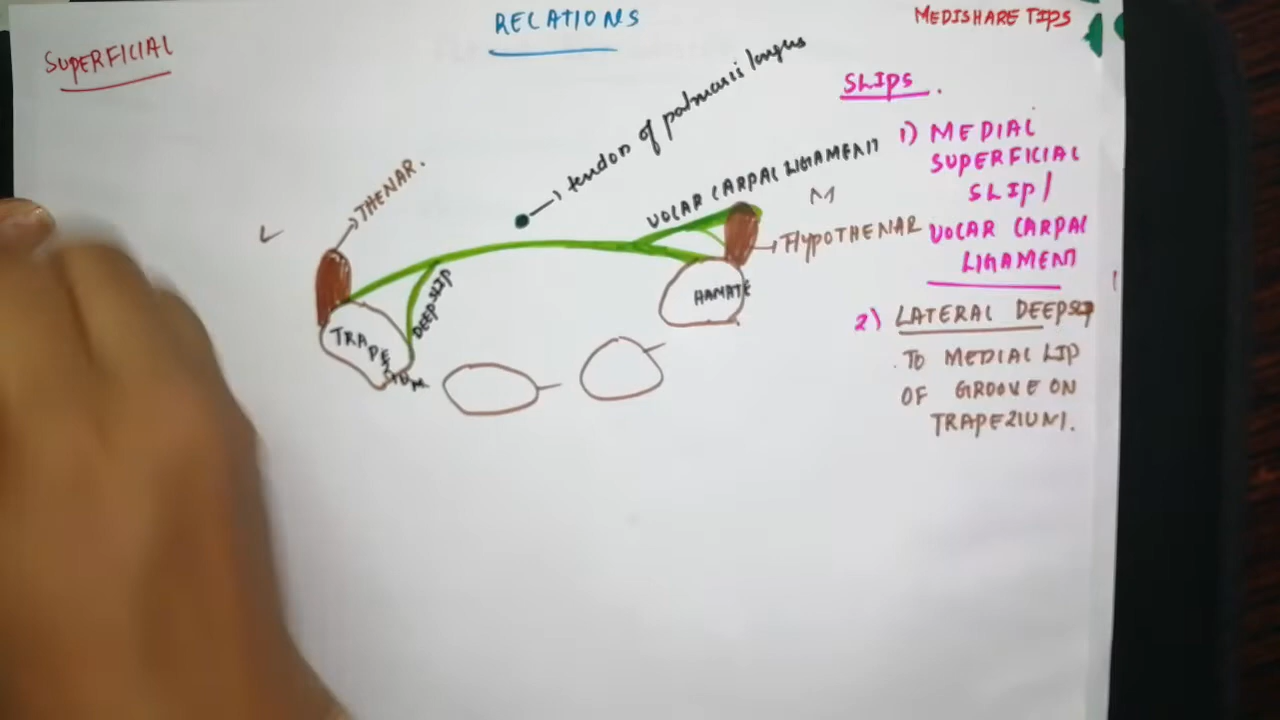 RELATIONS
MEDISHARE TIPS
SUPERFICIAL
tendon of palmaris longus
THENAR.
VOLAR CARPAL LIGAMENT
L
M
HYPOTHENAR
DEEP SLIP
TRAPEZIUM
HAMATE
SLIPS.
1) MEDIAL
SUPERFICIAL
SLIP/
VOLAR CARPAL
LIGAMENT
2) LATERAL DEEPSLIP
TO MEDIAL LIP
OF GROOVE ON
TRAPEZIUM.